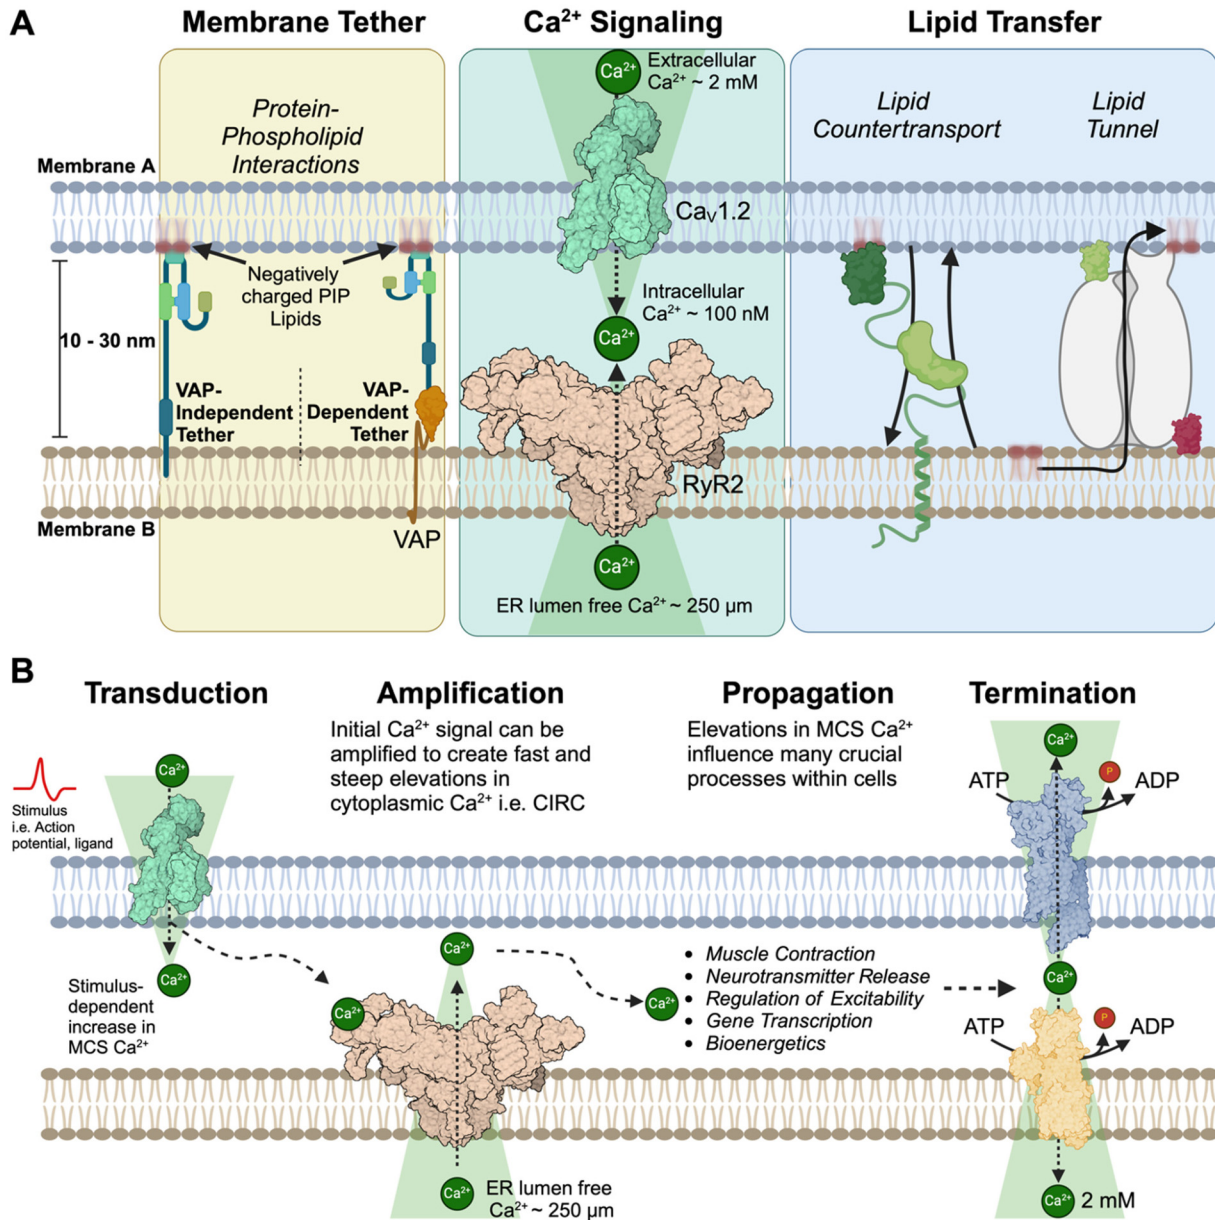 A
Membrane Tether
Ca²⁺ Signaling
Lipid Transfer
Protein-
Phospholipid
Interactions
Ca²⁺
Extracellular
Ca²⁺ ~ 2 mM
Lipid
Countertransport
Lipid
Tunnel
Membrane A
Caᵥ1.2
Negatively
charged PIP
Lipids
Intracellular
Ca²⁺ ~ 100 nM
Ca²⁺
10 - 30 nm
VAP-
Independent
Tether
VAP-
Dependent
Tether
RyR2
Membrane B
VAP
Ca²⁺
ER lumen free Ca²⁺ ~ 250 μm
B
Transduction
Amplification
Propagation
Termination
Initial Ca²⁺ signal can be
amplified to create fast and
steep elevations in
cytoplasmic Ca²⁺ i.e. CIRC
Elevations in MCS Ca²⁺
influence many crucial
processes within cells
Ca²⁺
Stimulus
i.e. Action
potential, ligand
Ca²⁺
ATP
P
ADP
Ca²⁺
Stimulus-
dependent
increase in
MCS Ca²⁺
Ca²⁺
Ca²⁺
Ca²⁺
• Muscle Contraction
• Neurotransmitter Release
• Regulation of Excitability
• Gene Transcription
• Bioenergetics
Ca²⁺
ATP
P
ADP
Ca²⁺
ER lumen free
Ca²⁺ ~ 250 μm
Ca²⁺
2 mM